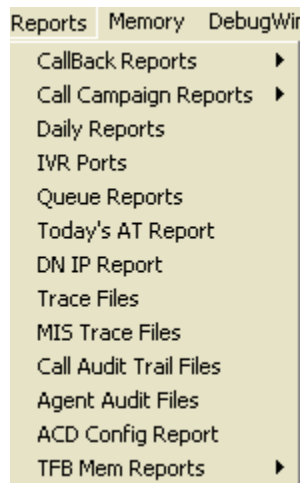 Reports Memory DebugWin
CallBack Reports
Call Campaign Reports
Daily Reports
IVR Ports
Queue Reports
Today's AT Report
DN IP Report
Trace Files
MIS Trace Files
Call Audit Trail Files
Agent Audit Files
ACD Config Report
TFB Mem Reports